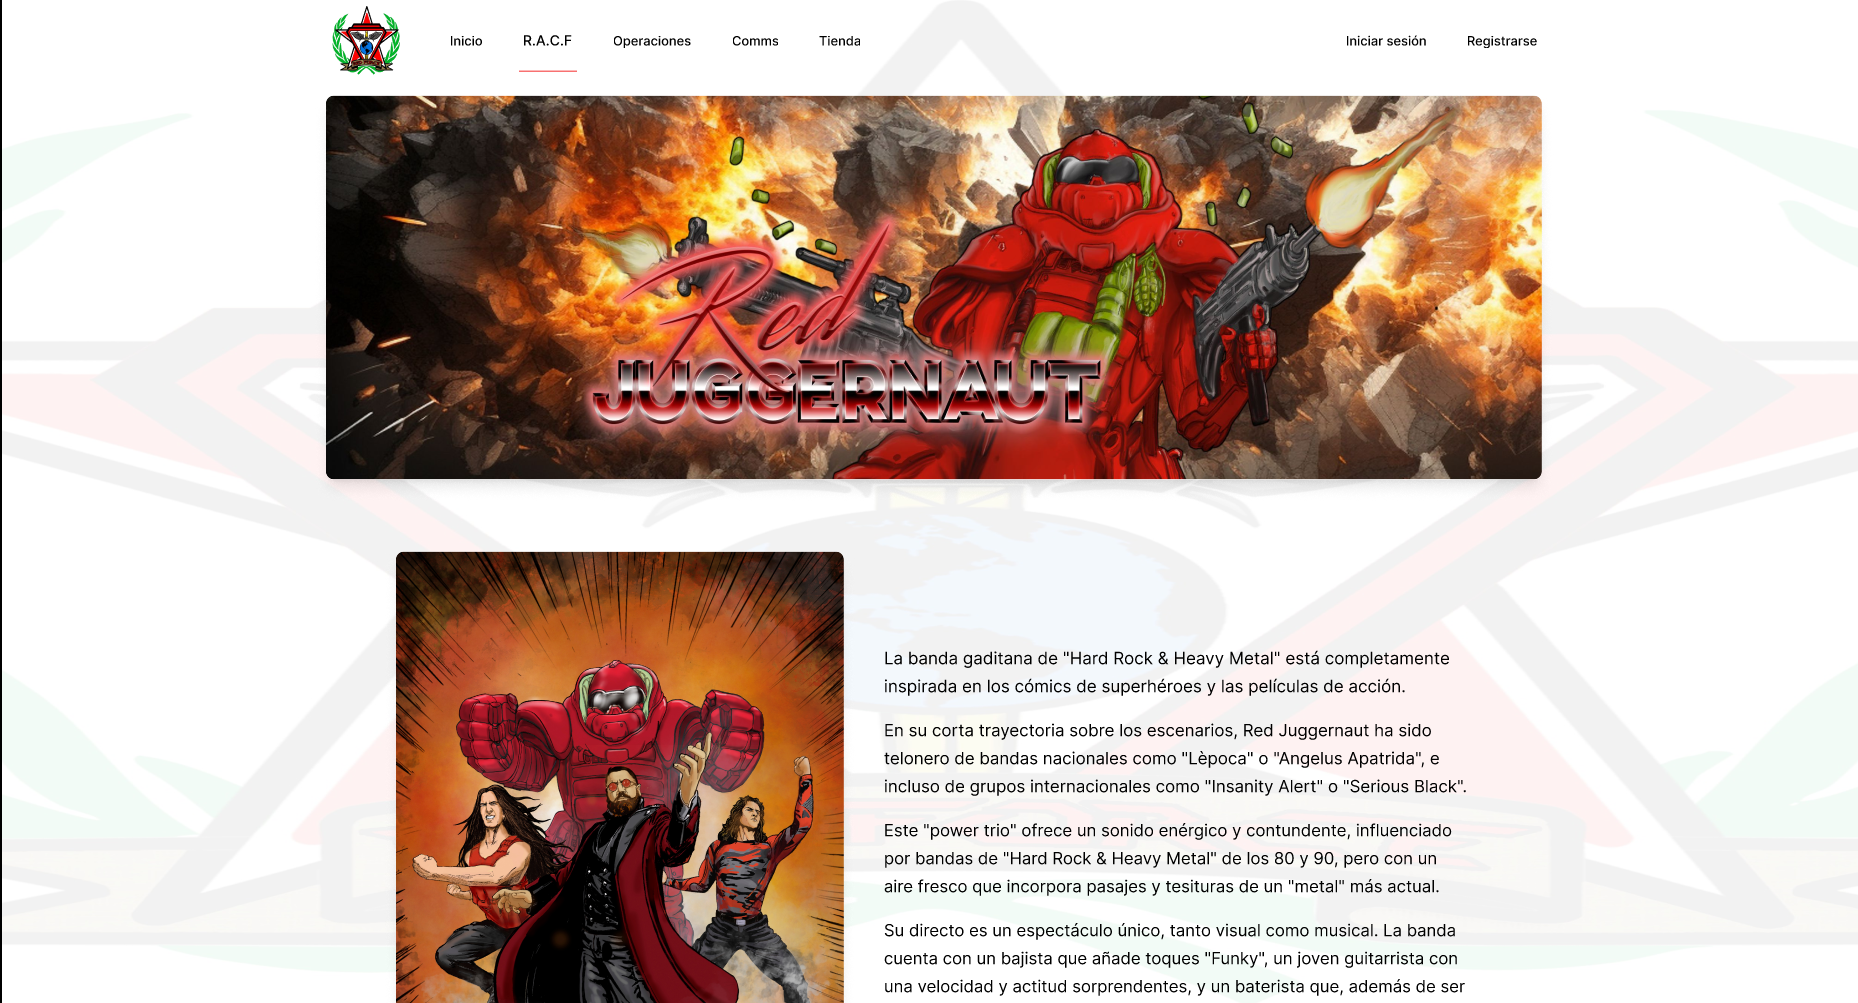 Inicio
R.A.C.F
Operaciones
Comms
Tienda
Iniciar sesión
Registrarse
Red
JUGGERNAUT
La banda gaditana de "Hard Rock & Heavy Metal" está completamente
inspirada en los cómics de superhéroes y las películas de acción.
En su corta trayectoria sobre los escenarios, Red Juggernaut ha sido
telonero de bandas nacionales como "Lèpoca" o "Angelus Apatrida", e
incluso de grupos internacionales como "Insanity Alert" o "Serious Black".
Este "power trio" ofrece un sonido enérgico y contundente, influenciado
por bandas de "Hard Rock & Heavy Metal" de los 80 y 90, pero con un
aire fresco que incorpora pasajes y tesituras de un "metal" más actual.
Su directo es un espectáculo único, tanto visual como musical. La banda
cuenta con un bajista que añade toques "Funky", un joven guitarrista con
una velocidad y actitud sorprendentes, y un baterista que, además de ser